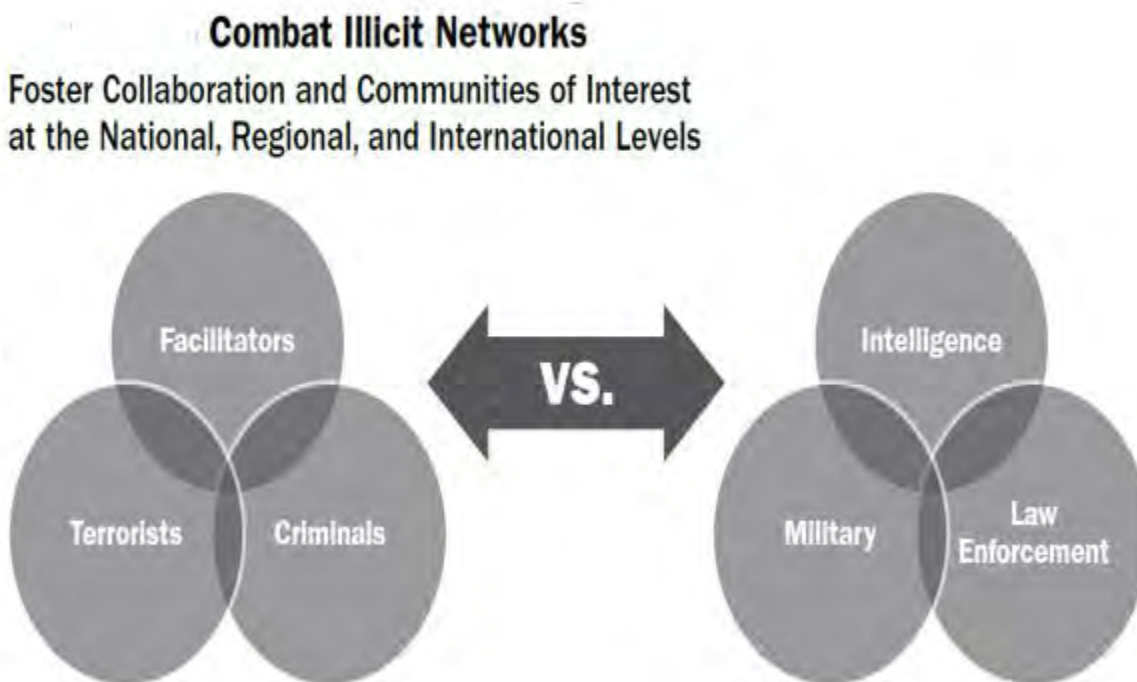 Combat Illicit Networks
Foster Collaboration and Communities of Interest
at the National, Regional, and International Levels
Facilitators
Terrorists
Criminals
VS.
Intelligence
Military
Law
Enforcement